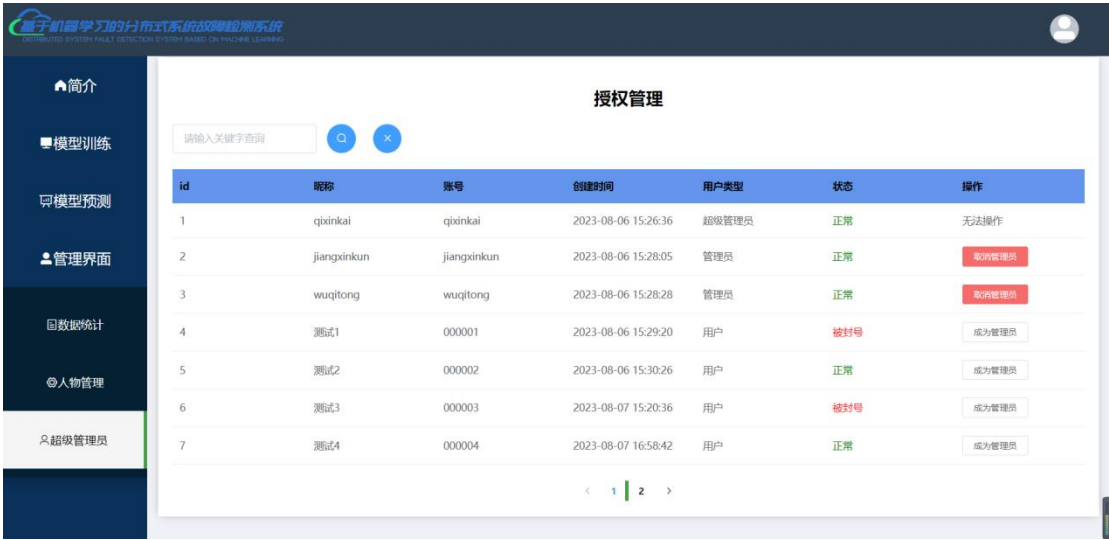 基于机器学习的分布式系统故障检测系统
DISTRIBUTED SYSTEM FAULT DETECTION SYSTEM BASED ON MACHINE LEARNING
简介
模型训练
模型预测
管理界面
数据统计
人物管理
超级管理员
授权管理
请输入关键字查询
id 昵称 账号 创建时间 用户类型 状态 操作
1 qixinkai qixinkai 2023-08-06 15:26:36 超级管理员 正常 无法操作
2 jiangxinkun jiangxinkun 2023-08-06 15:28:05 管理员 正常 取消管理员
3 wuqitong wuqitong 2023-08-06 15:28:28 管理员 正常 取消管理员
4 测试1 000001 2023-08-06 15:29:20 用户 被封号 成为管理员
5 测试2 000002 2023-08-06 15:30:26 用户 正常 成为管理员
6 测试3 000003 2023-08-07 15:20:36 用户 被封号 成为管理员
7 测试4 000004 2023-08-07 16:58:42 用户 正常 成为管理员
< 1 2 >